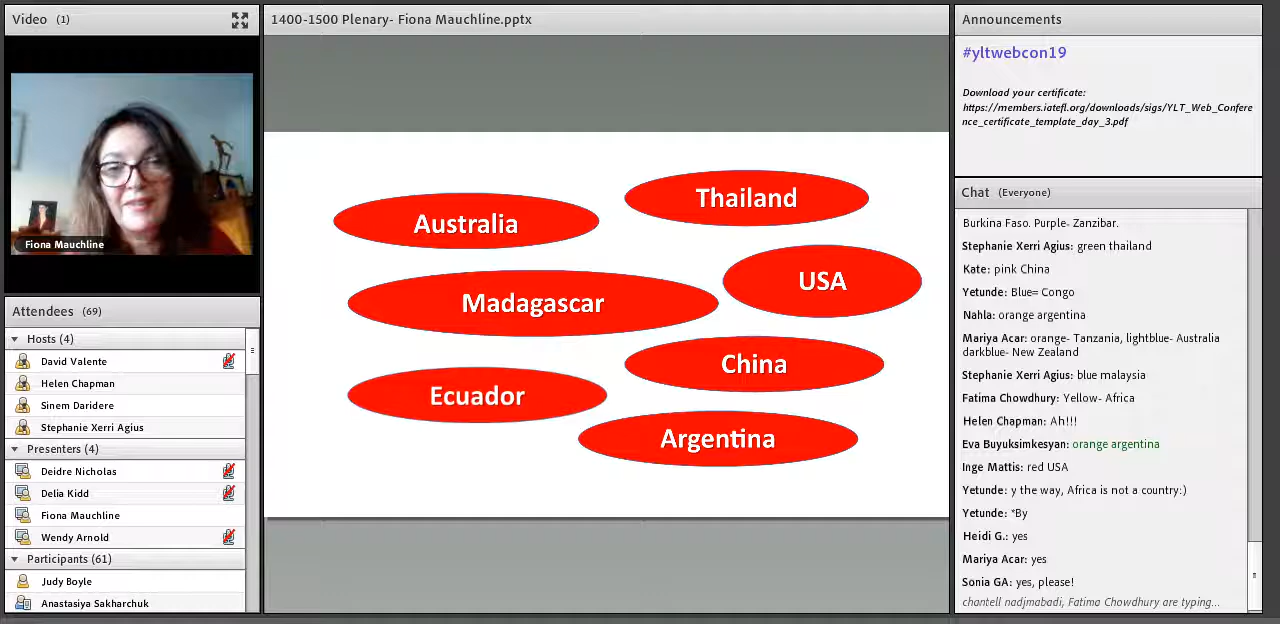 Video (1)
Fiona Mauchline
Attendees (69)
Hosts (4)
David Valente
Helen Chapman
Sinem Daridere
Stephanie Xerri Agius
Presenters (4)
Deidre Nicholas
Delia Kidd
Fiona Mauchline
Wendy Arnold
Participants (61)
Judy Boyle
Anastasiya Sakharchuk
1400-1500 Plenary- Fiona Mauchline.pptx
Australia
Thailand
Madagascar
USA
China
Ecuador
Argentina
Announcements
#yltwebcon19
Download your certificate:
https://members.iatefl.org/downloads/sigs/YLT_Web_Confere
nce_certificate_template_day_3.pdf
Chat (Everyone)
Burkina Faso. Purple- Zanzibar.
Stephanie Xerri Agius: green thailand
Kate: pink China
Yetunde: Blue= Congo
Nahla: orange argentina
Mariya Acar: orange- Tanzania, lightblue- Australia
darkblue- New Zealand
Stephanie Xerri Agius: blue malaysia
Fatima Chowdhury: Yellow- Africa
Helen Chapman: Ah!!!
Eva Buyuksimkesyan: orange argentina
Inge Mattis: red USA
Yetunde: y the way, Africa is not a country:)
Yetunde: *By
Heidi G.: yes
Mariya Acar: yes
Sonia GA: yes, please!
chantell nadjmabadi, Fatima Chowdhury are typing...